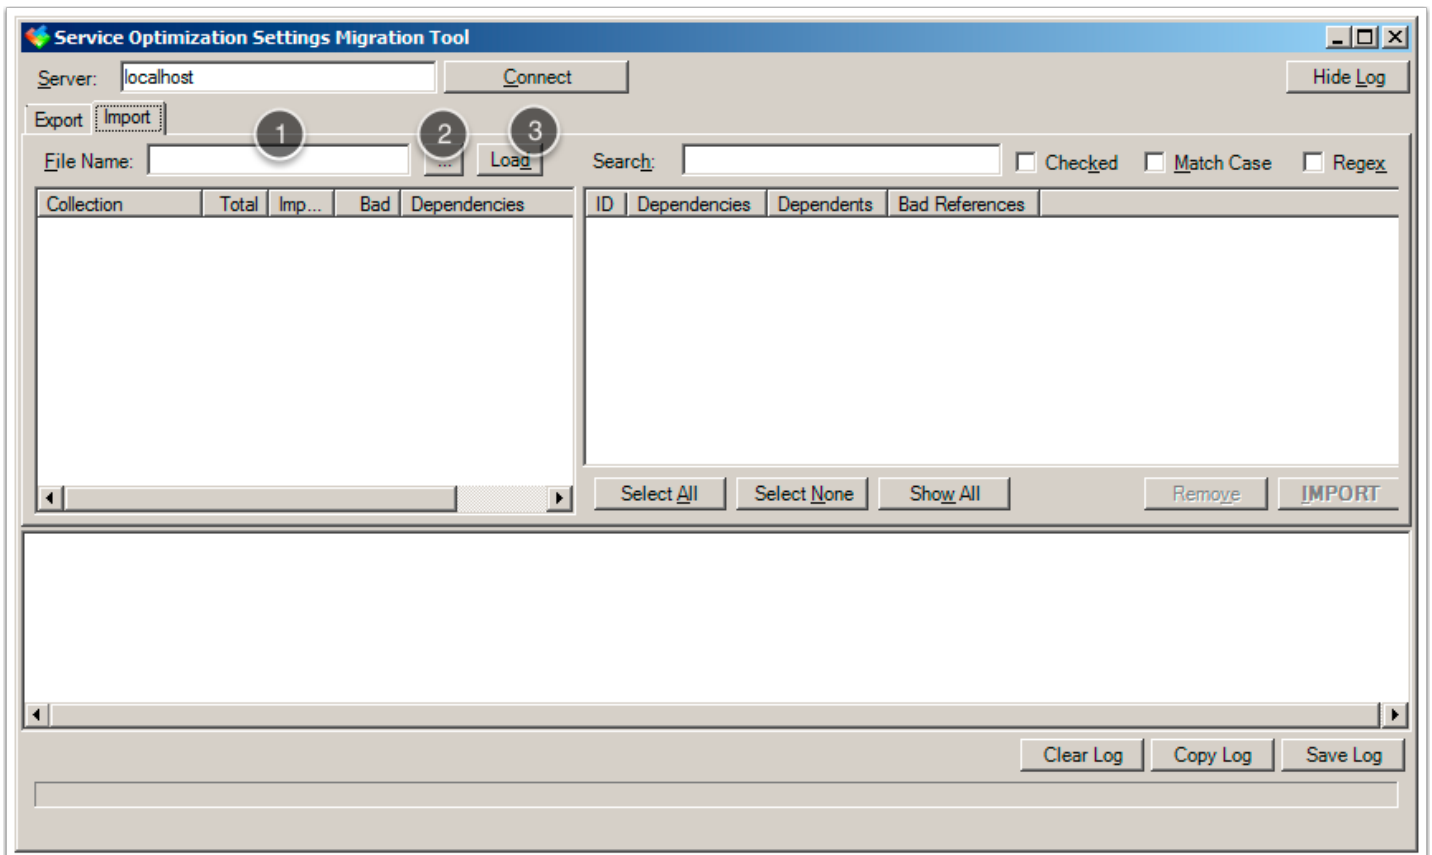 Service Optimization Settings Migration Tool
Server: localhost Connect Hide Log
Export Import
1 2 3
File Name: ... Load Search: Checked Match Case Regex
Collection Total Imp... Bad Dependencies ID Dependencies Dependents Bad References
Select All Select None Show All Remove IMPORT
Clear Log Copy Log Save Log